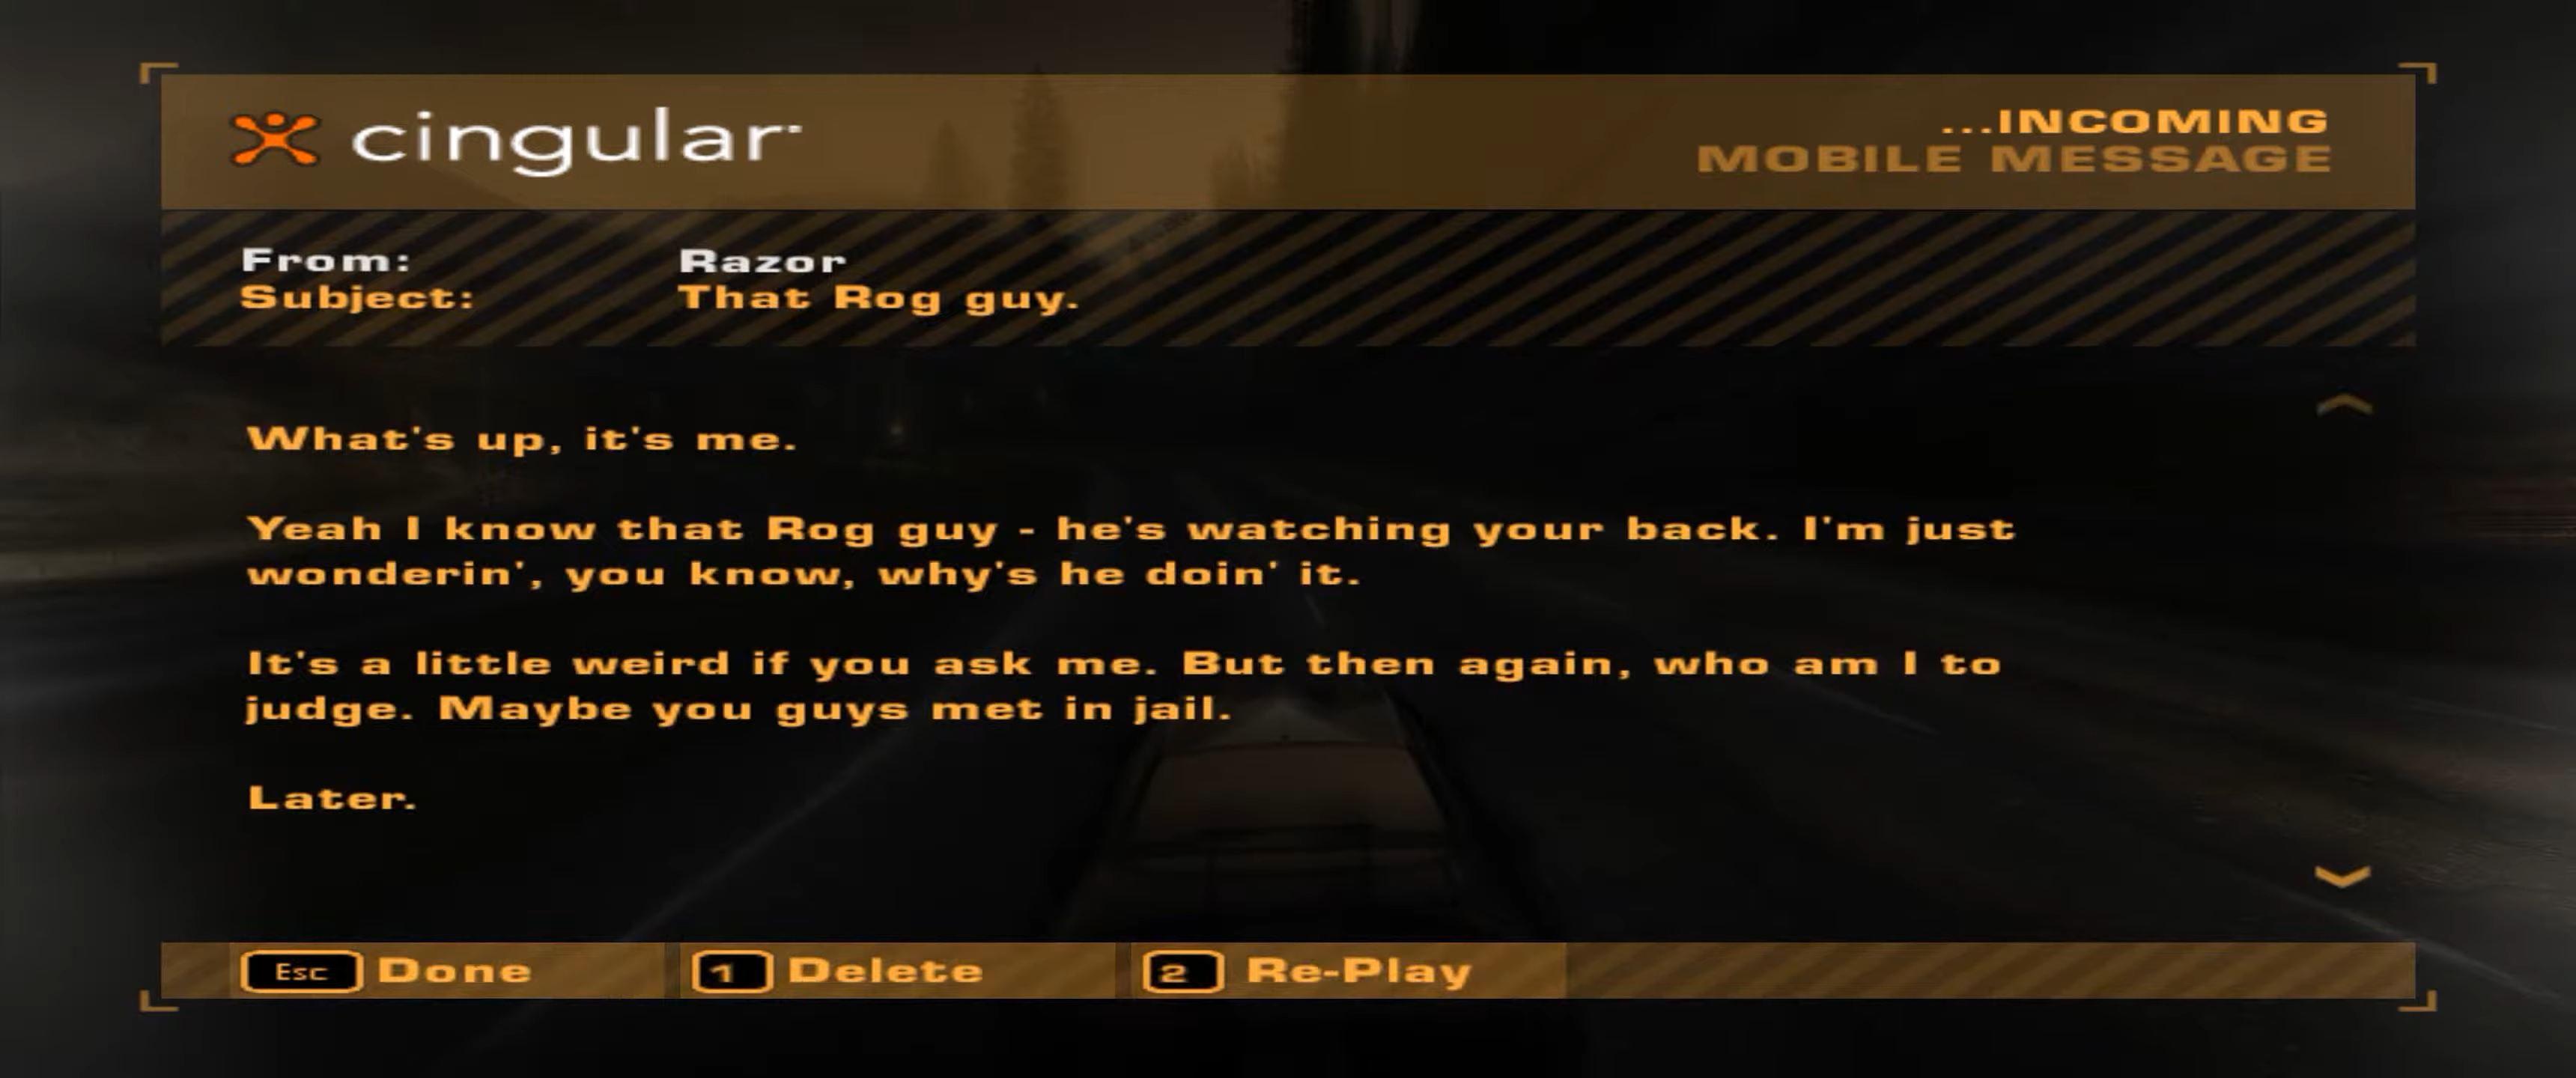 cingular
...INCOMING
MOBILE MESSAGE
From: Razor
Subject: That Rog guy.
What's up, it's me.
Yeah I know that Rog guy - he's watching your back. I'm just
wonderin', you know, why's he doin' it.
It's a little weird if you ask me. But then again, who am I to
judge. Maybe you guys met in jail.
Later.
Esc Done 1 Delete 2 Re-Play